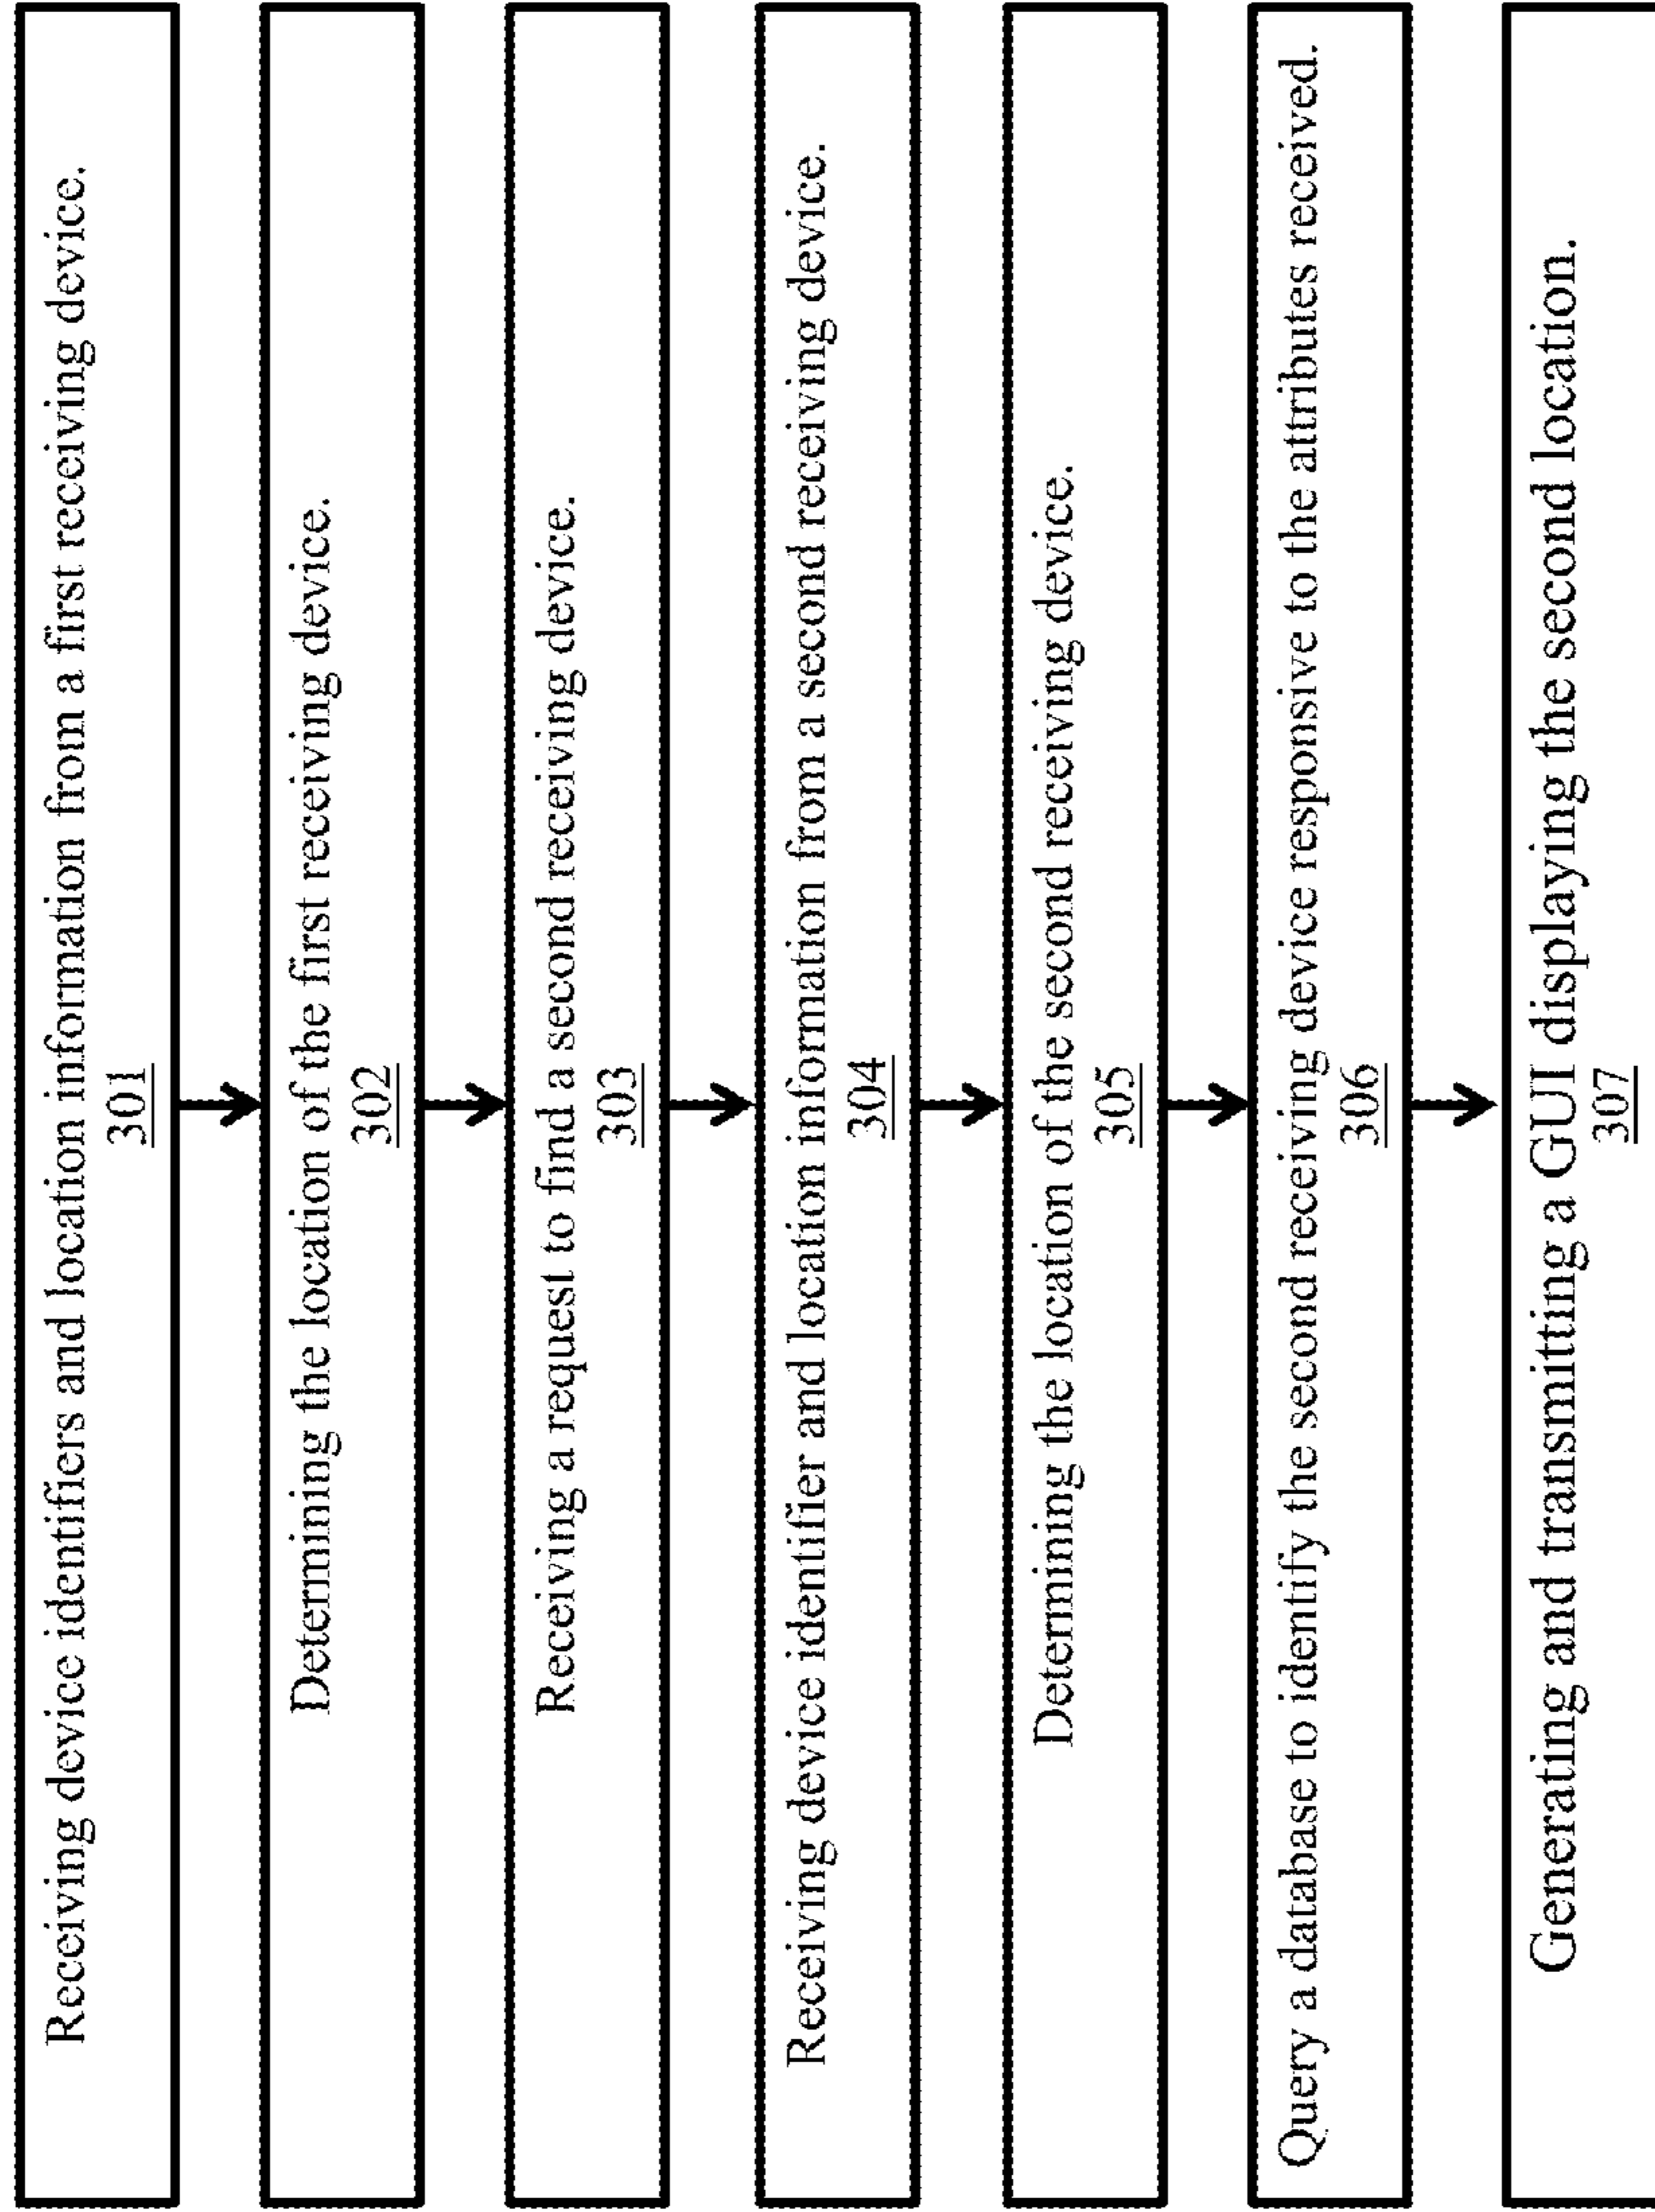 Receiving device identifiers and location information from a first receiving device.
301
Determining the location of the first receiving device.
302
Receiving a request to find a second receiving device.
303
Receiving device identifier and location information from a second receiving device.
304
Determining the location of the second receiving device.
305
Query a database to identify the second receiving device responsive to the attributes received.
306
Generating and transmitting a GUI displaying the second location.
307